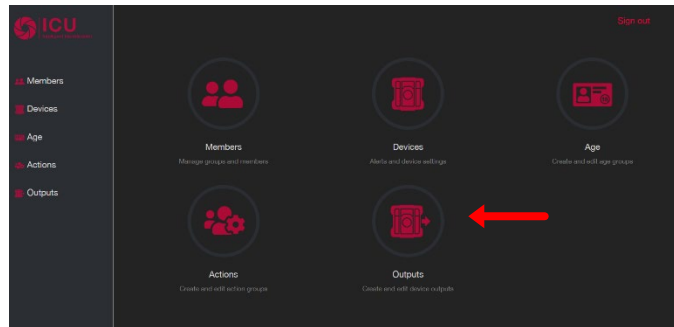 ICU
Sign out
Members
Devices
Age
Actions
Outputs
Members
Manage groups and members
Devices
Alerts and device settings
Age
Create and edit age groups
Actions
Create and edit action groups
Outputs
Create and edit device outputs